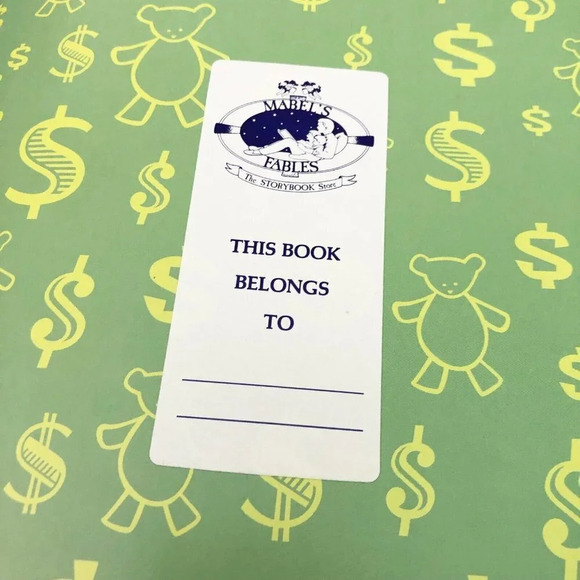 MABEL'S
FABLES
The STORYBOOK Store
THIS BOOK
BELONGS
TO